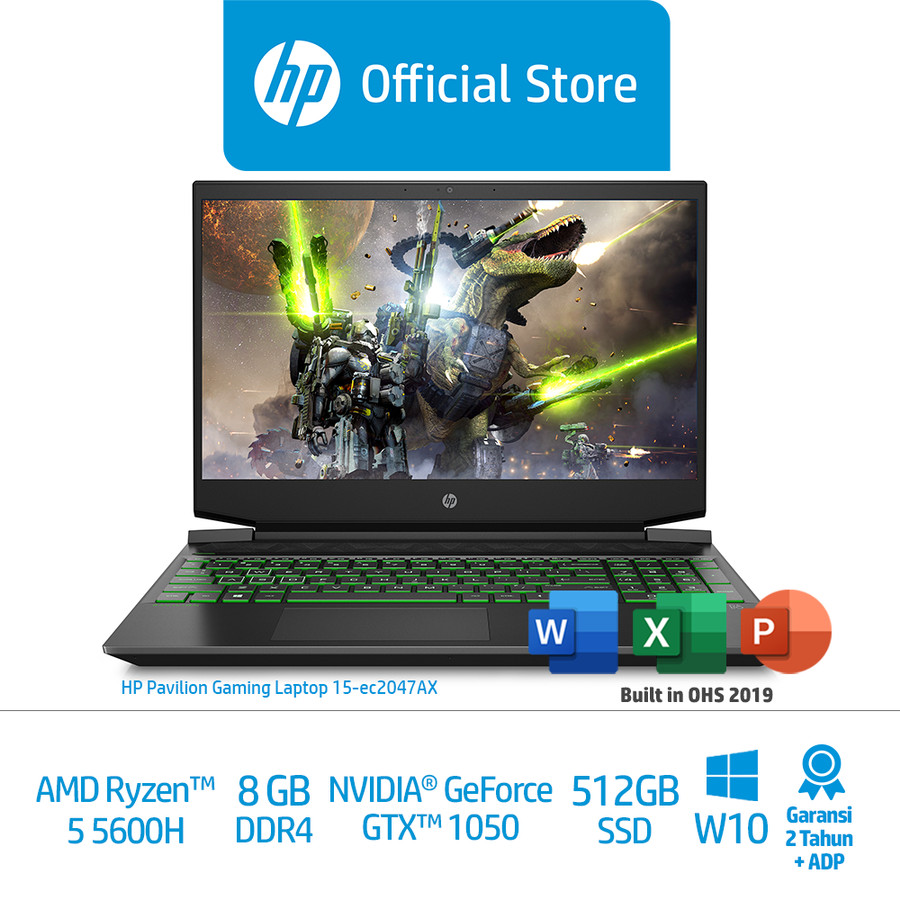 hp Official Store
hp
W X P
HP Pavilion Gaming Laptop 15-ec2047AX
Built in OHS 2019
AMD Ryzen™
5 5600H
8 GB
DDR4
NVIDIA® GeForce
GTX™ 1050
512GB
SSD
W10
Garansi
2 Tahun
+ ADP